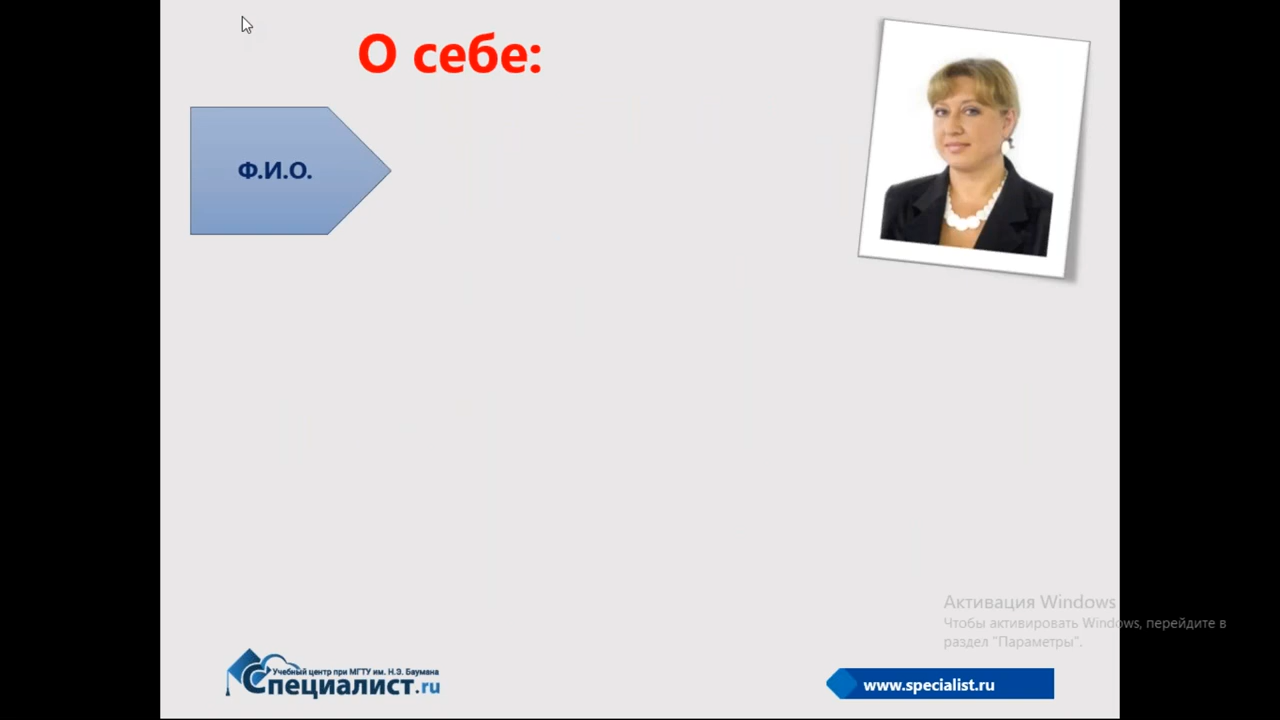 О себе:
Ф.И.О.
Активация Windows
Чтобы активировать Windows, перейдите в
раздел "Параметры".
Учебный центр при МГТУ им. Н.Э. Баумана
Специалист.ru
www.specialist.ru